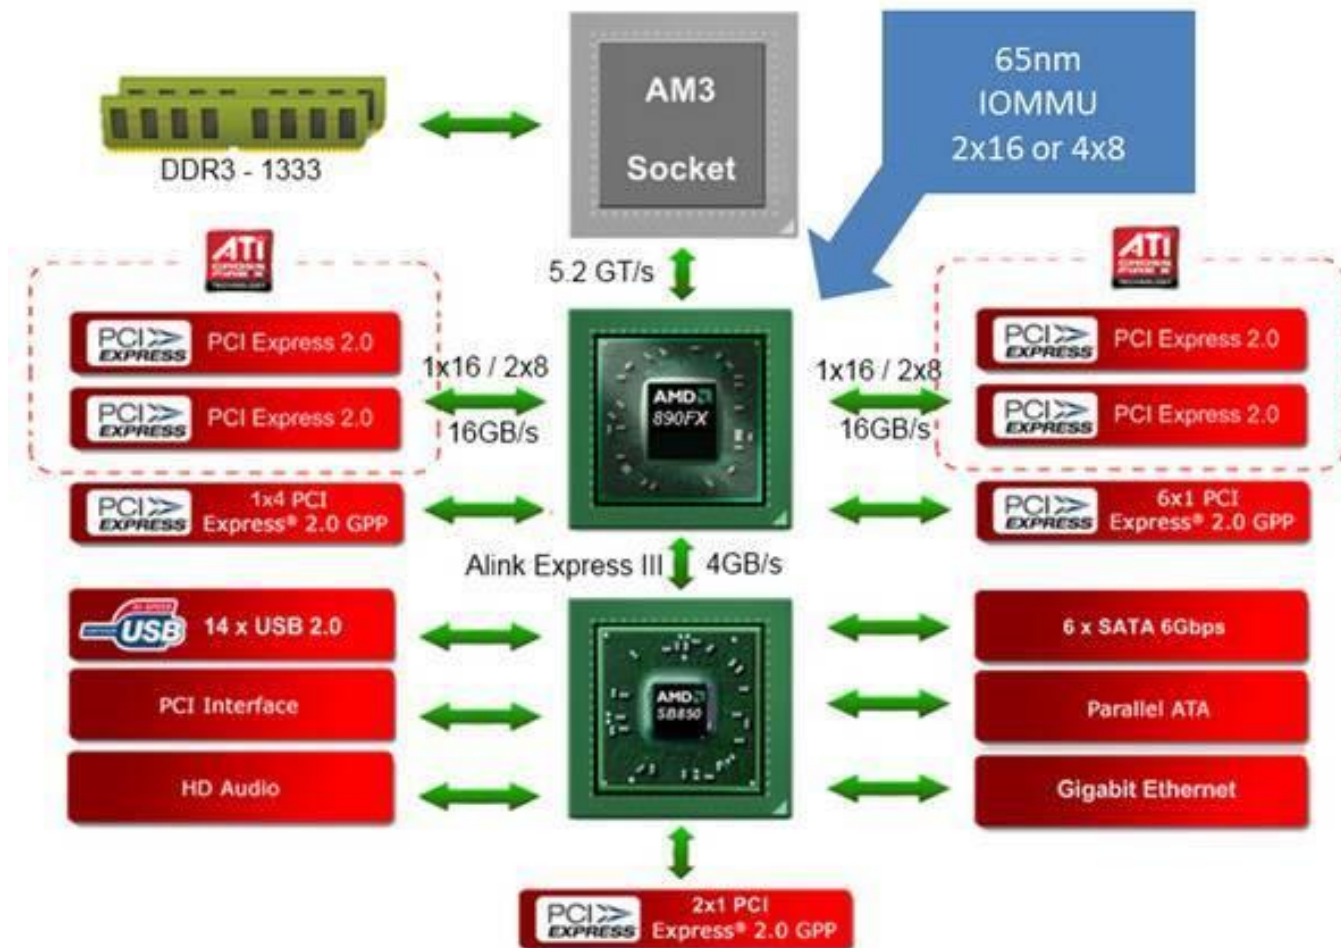 AM3
Socket
65nm
IOMMU
2x16 or 4x8
DDR3 - 1333
ATI
CROSSFIRE X
TECHNOLOGY
5.2 GT/s
ATI
CROSSFIRE X
TECHNOLOGY
PCI EXPRESS PCI Express 2.0
PCI EXPRESS PCI Express 2.0
1x16 / 2x8
16GB/s
AMD
890FX
1x16 / 2x8
16GB/s
PCI EXPRESS PCI Express 2.0
PCI EXPRESS PCI Express 2.0
PCI EXPRESS 1x4 PCI
Express® 2.0 GPP
PCI EXPRESS 6x1 PCI
Express® 2.0 GPP
Alink Express III 4GB/s
USB 14 x USB 2.0
PCI Interface
HD Audio
AMD
SB850
6 x SATA 6Gbps
Parallel ATA
Gigabit Ethernet
PCI EXPRESS 2x1 PCI
Express® 2.0 GPP